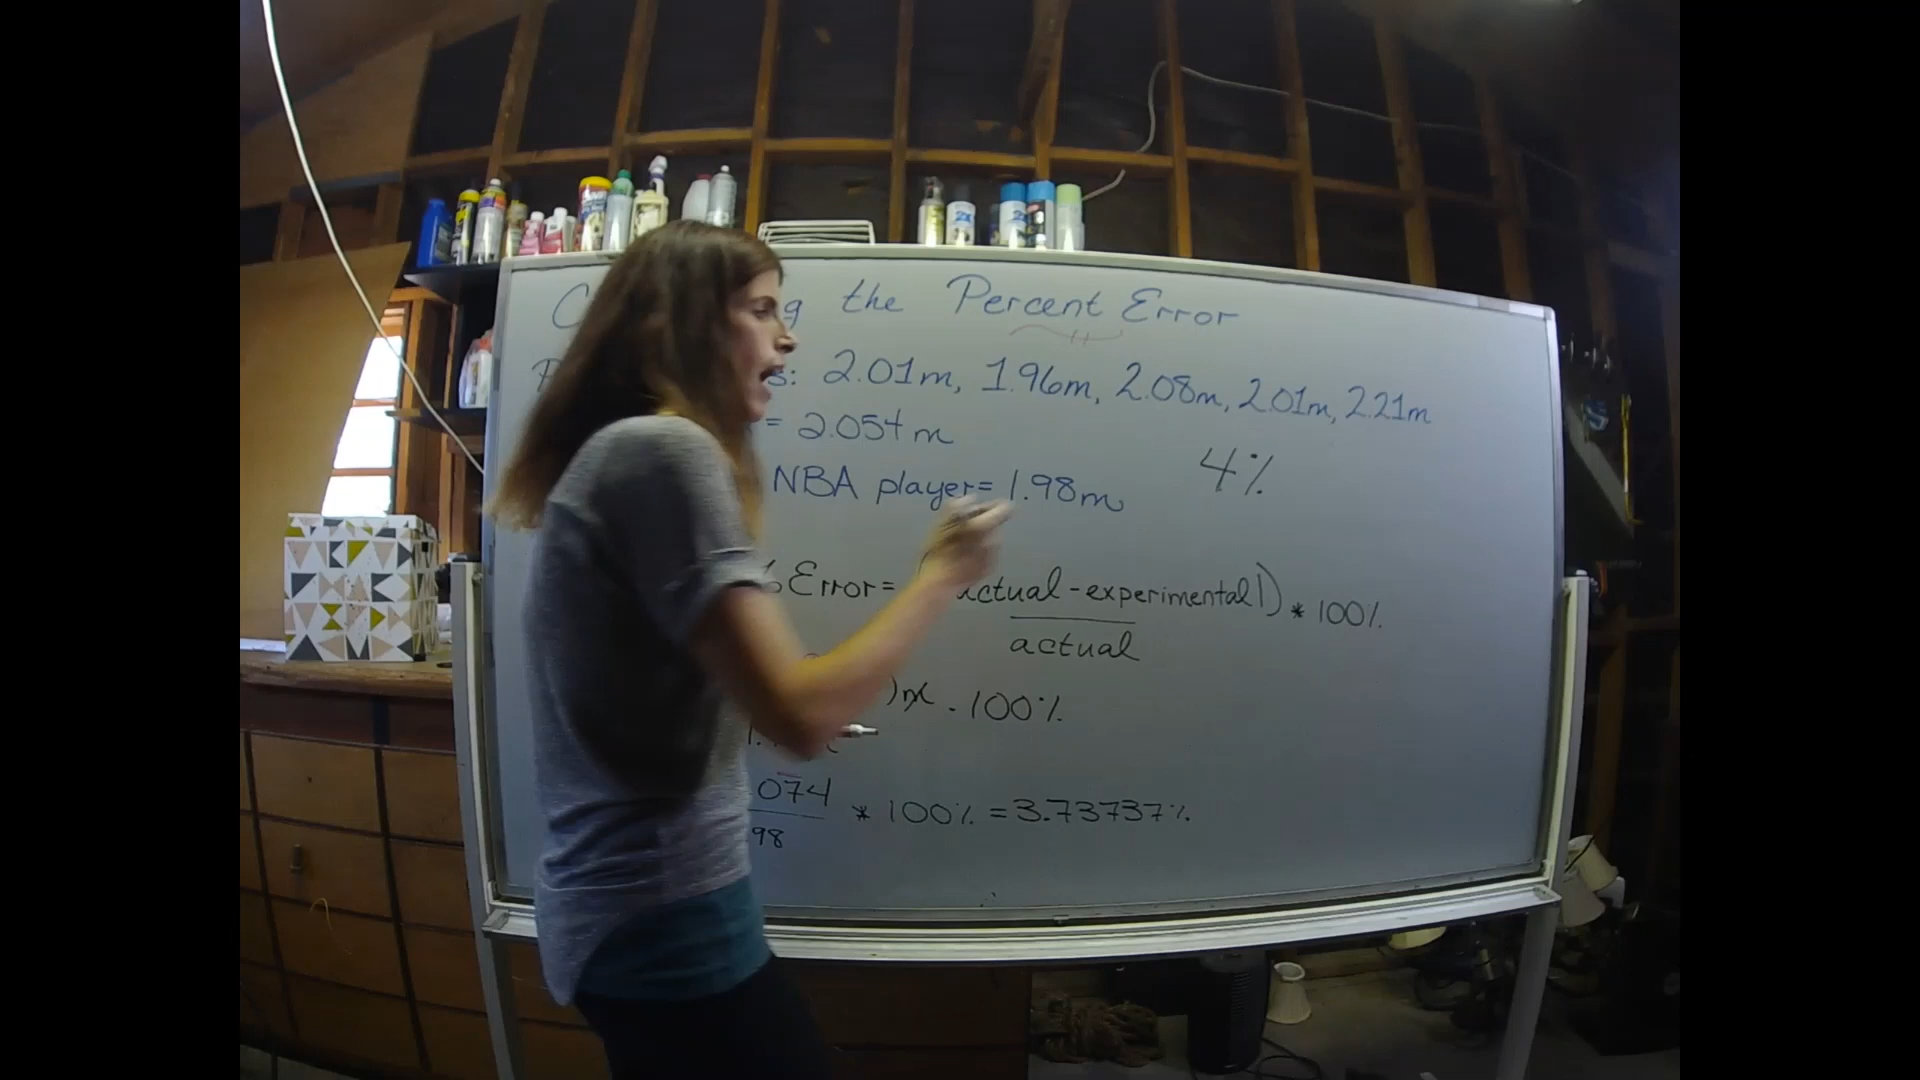 the Percent Error
2.01m, 1.96m, 2.08m, 2.01m, 2.21m
= 2.054 m
4%
NBA player = 1.98m
% Error = actual - experimental|) * 100%
actual
)m . 100%
074 * 100% = 3.73737%
98